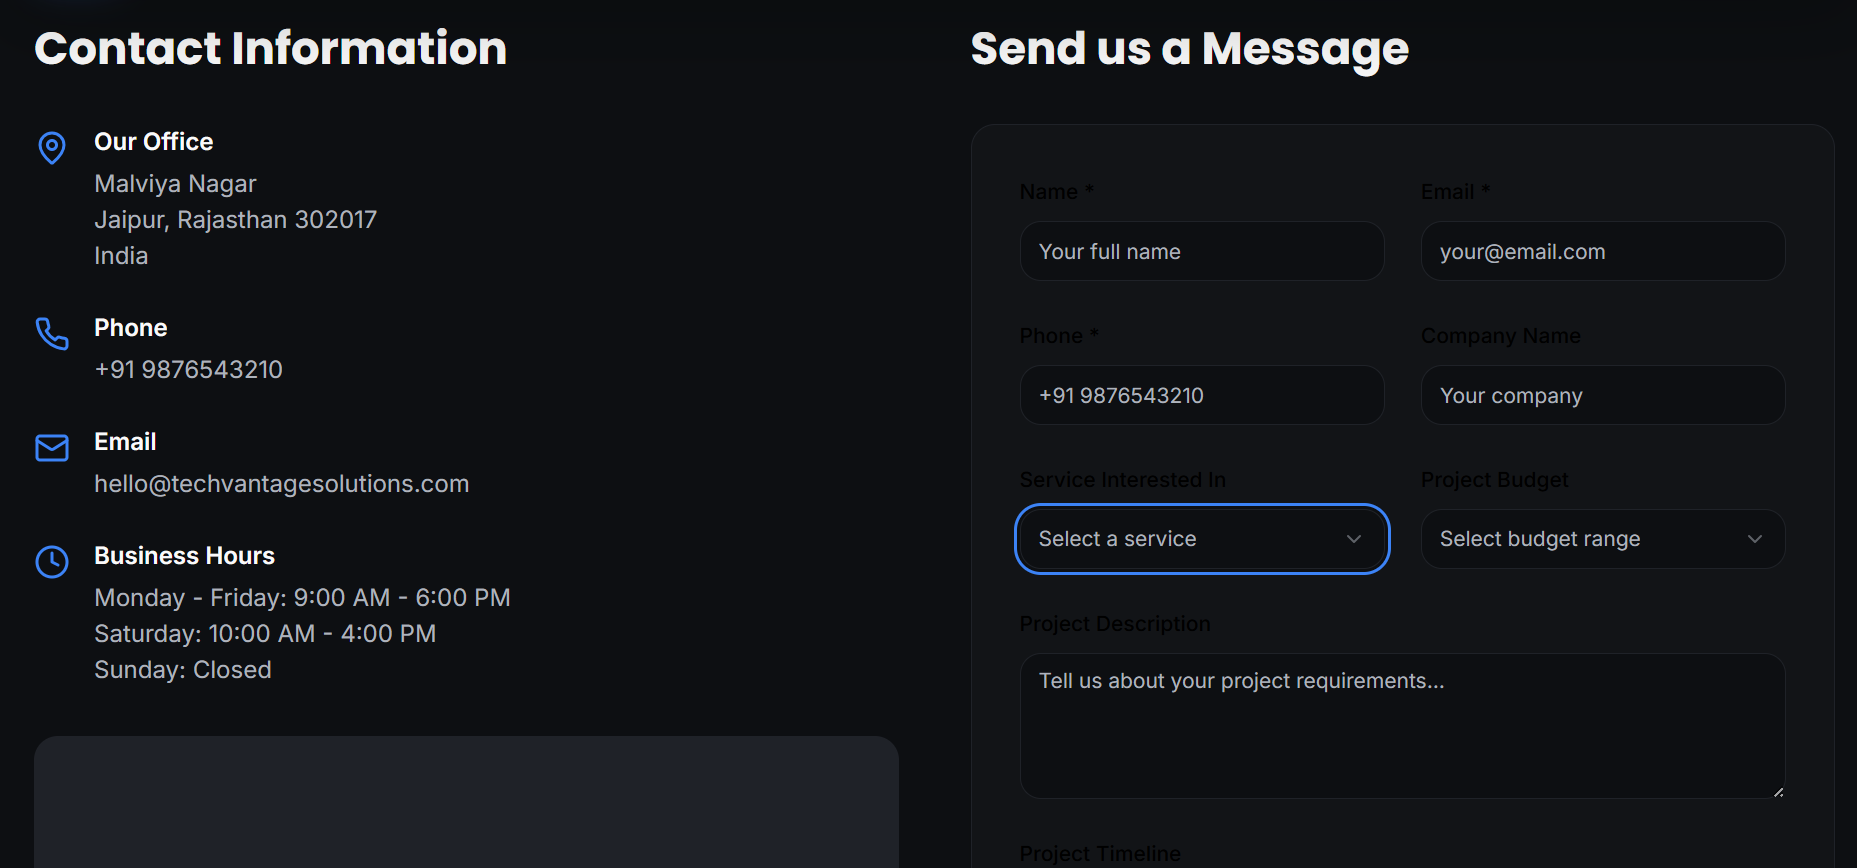 Contact Information
Our Office
Malviya Nagar
Jaipur, Rajasthan 302017
India
Phone
+91 9876543210
Email
hello@techvantagesolutions.com
Business Hours
Monday - Friday: 9:00 AM - 6:00 PM
Saturday: 10:00 AM - 4:00 PM
Sunday: Closed
Send us a Message
Name *
Your full name
Email *
your@email.com
Phone *
+91 9876543210
Company Name
Your company
Service Interested In
Select a service
Project Budget
Select budget range
Project Description
Tell us about your project requirements...
Project Timeline